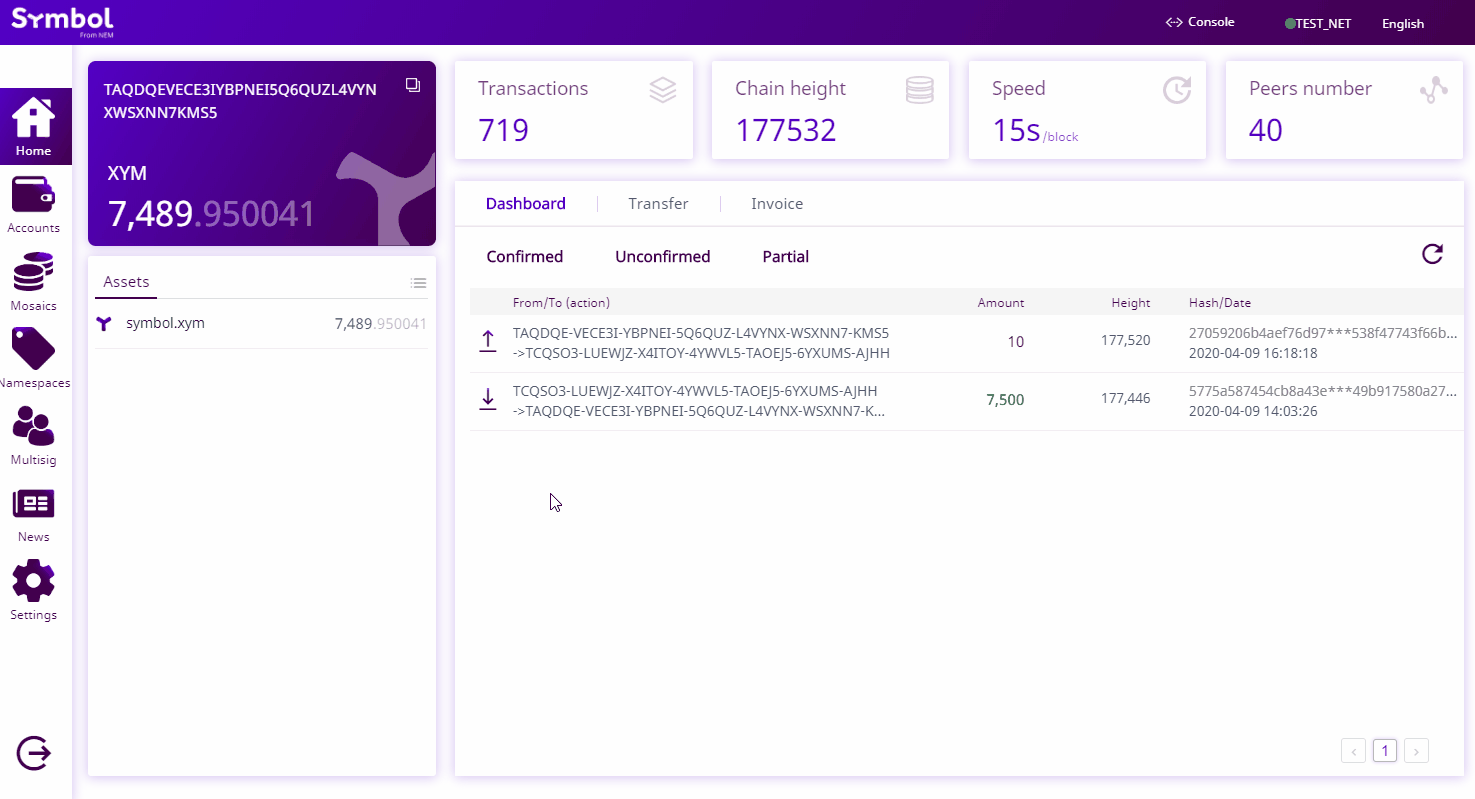 Symbol
From NEM
Console
TEST_NET
English
Home
Accounts
Mosaics
Namespaces
Multisig
News
Settings
TAQDQEVECE3IYBPNEI5Q6QUZL4VYN
XWSXNN7KMS5
XYM
7,489.950041
Assets
symbol.xym 7,489.950041
Transactions
719
Chain height
177532
Speed
15s/block
Peers number
40
Dashboard Transfer Invoice
Confirmed Unconfirmed Partial
From/To (action) Amount Height Hash/Date
TAQDQE-VECE3I-YBPNEI-5Q6QUZ-L4VYNX-WSXNN7-KMS5
->TCQSO3-LUEWJZ-X4ITOY-4YWVL5-TAOEJ5-6YXUMS-AJHH
10
177,520
27059206b4aef76d97***538f47743f66b...
2020-04-09 16:18:18
TCQSO3-LUEWJZ-X4ITOY-4YWVL5-TAOEJ5-6YXUMS-AJHH
->TAQDQE-VECE3I-YBPNEI-5Q6QUZ-L4VYNX-WSXNN7-K...
7,500
177,446
5775a587454cb8a43e***49b917580a27...
2020-04-09 14:03:26
1